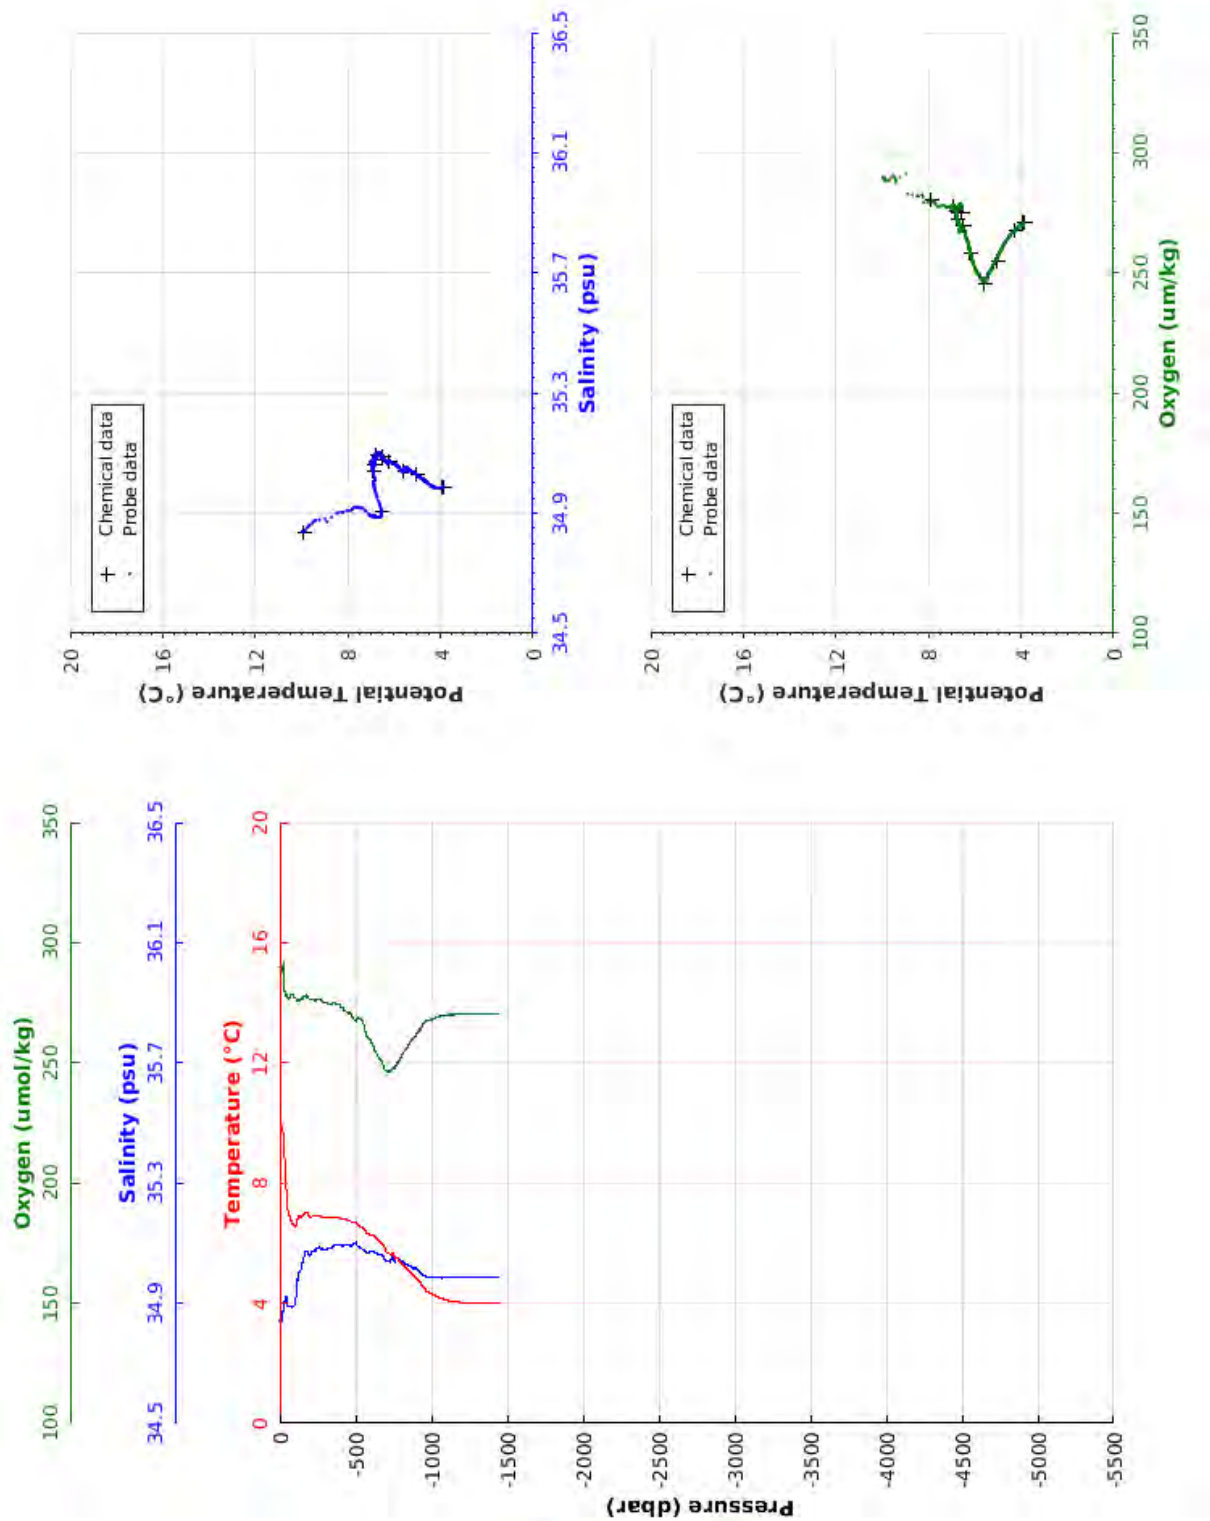 Oxygen (umol/kg)
100 150 200 250 300 350
Salinity (psu)
34.5 34.9 35.3 35.7 36.1 36.5
Temperature (°C)
0 4 8 12 16 20
0
-500
-1000
-1500
-2000
-2500
-3000
-3500
-4000
-4500
-5000
-5500
Pressure (dbar)
20
16
12
8
4
0
Potential Temperature (°C)
+ Chemical data
. Probe data
34.5 34.9 35.3 35.7 36.1 36.5
Salinity (psu)
20
16
12
8
4
0
Potential Temperature (°C)
+ Chemical data
. Probe data
100 150 200 250 300 350
Oxygen (um/kg)